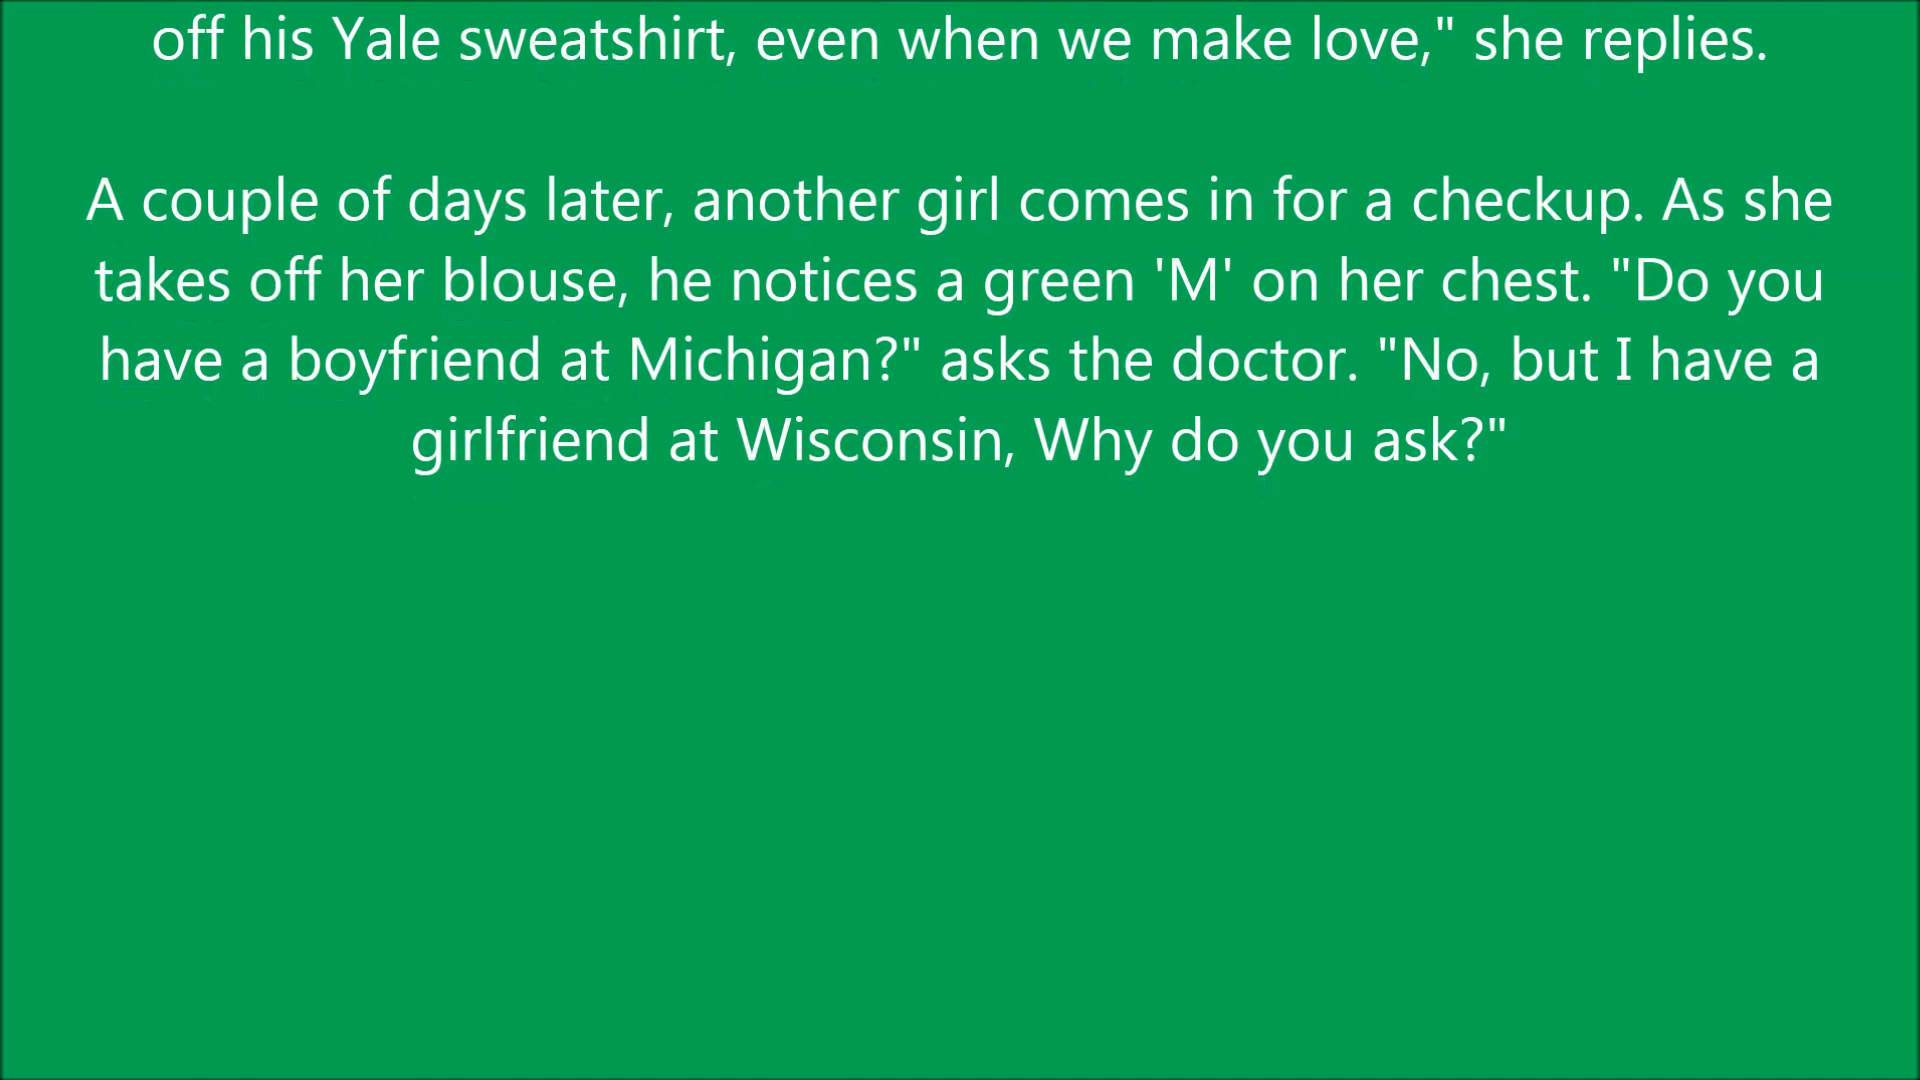 off his Yale sweatshirt, even when we make love," she replies.
A couple of days later, another girl comes in for a checkup. As she
takes off her blouse, he notices a green 'M' on her chest. "Do you
have a boyfriend at Michigan?" asks the doctor. "No, but I have a
girlfriend at Wisconsin, Why do you ask?"